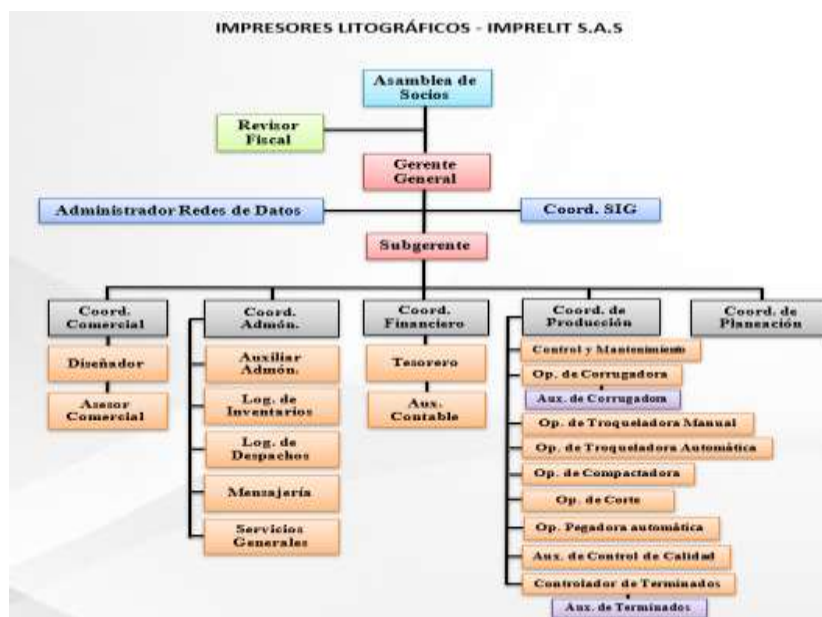 IMPRESORES LITOGRÁFICOS - IMPRELIT S.A.S
Asamblea de
Socios
Revisor
Fiscal
Gerente
General
Administrador Redes de Datos
Coord. SIG
Subgerente
Coord.
Comercial
Diseñador
Asesor
Comercial
Coord.
Admón.
Auxiliar
Admón.
Log. de
Inventarios
Log. de
Despachos
Mensajería
Servicios
Generales
Coord.
Financiero
Tesorero
Aux.
Contable
Coord. de
Producción
Control y Mantenimiento
Op. de Corrugadora
Aux. de Corrugadora
Op. de Troqueladora Manual
Op. de Troqueladora Automática
Op. de Compactadora
Op. de Corte
Op. Pegadora automática
Aux. de Control de Calidad
Controlador de Terminados
Aux. de Terminados
Coord. de
Planeación